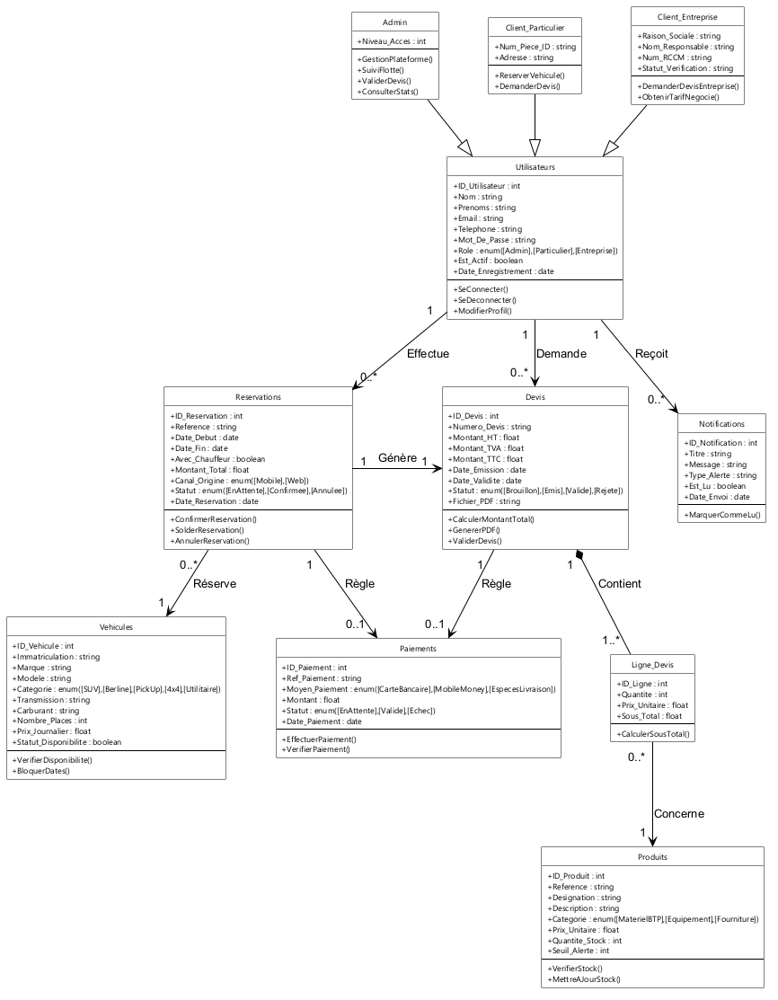 Admin
+Niveau_Acces : int
+GestionPlateforme()
+SuiviFlotte()
+ValiderDevis()
+ConsulterStats()
Client_Particulier
+Num_Piece_ID : string
+Adresse : string
+ReserverVehicule()
+DemanderDevis()
Client_Entreprise
+Raison_Sociale : string
+Nom_Responsable : string
+Num_RCCM : string
+Statut_Verification : string
+DemanderDevisEntreprise()
+ObtenirTarifNegocie()
Utilisateurs
+ID_Utilisateur : int
+Nom : string
+Prenoms : string
+Email : string
+Telephone : string
+Mot_De_Passe : string
+Role : enum([Admin],[Particulier],[Entreprise])
+Est_Actif : boolean
+Date_Enregistrement : date
+SeConnecter()
+SeDeconnecter()
+ModifierProfil()
1
Effectue
0..*
1
Demande
0..*
1
Reçoit
0..*
Reservations
+ID_Reservation : int
+Reference : string
+Date_Debut : date
+Date_Fin : date
+Avec_Chauffeur : boolean
+Montant_Total : float
+Canal_Origine : enum([Mobile],[Web])
+Statut : enum([EnAttente],[Confirmee],[Annulee])
+Date_Reservation : date
+ConfirmerReservation()
+SolderReservation()
+AnnulerReservation()
1
Génère
1
Devis
+ID_Devis : int
+Numero_Devis : string
+Montant_HT : float
+Montant_TVA : float
+Montant_TTC : float
+Date_Emission : date
+Date_Validite : date
+Statut : enum([Brouillon],[Emis],[Valide],[Rejete])
+Fichier_PDF : string
+CalculerMontantTotal()
+GenererPDF()
+ValiderDevis()
Notifications
+ID_Notification : int
+Titre : string
+Message : string
+Type_Alerte : string
+Est_Lu : boolean
+Date_Envoi : date
+MarquerCommeLu()
0..*
Réserve
1
1
Règle
0..1
1
Règle
0..1
1
Contient
1..*
Vehicules
+ID_Vehicule : int
+Immatriculation : string
+Marque : string
+Modele : string
+Categorie : enum([SUV],[Berline],[PickUp],[4x4],[Utilitaire])
+Transmission : string
+Carburant : string
+Nombre_Places : int
+Prix_Journalier : float
+Statut_Disponibilite : boolean
+VerifierDisponibilite()
+BloquerDates()
Paiements
+ID_Paiement : int
+Ref_Paiement : string
+Moyen_Paiement : enum([CarteBancaire],[MobileMoney],[EspecesLivraison])
+Montant : float
+Statut : enum([EnAttente],[Valide],[Echec])
+Date_Paiement : date
+EffectuerPaiement()
+VerifierPaiement()
Ligne_Devis
+ID_Ligne : int
+Quantite : int
+Prix_Unitaire : float
+Sous_Total : float
+CalculerSousTotal()
0..*
Concerne
1
Produits
+ID_Produit : int
+Reference : string
+Designation : string
+Description : string
+Categorie : enum([MaterielBTP],[Equipement],[Fourniture])
+Prix_Unitaire : float
+Quantite_Stock : int
+Seuil_Alerte : int
+VerifierStock()
+MettreAJourStock()